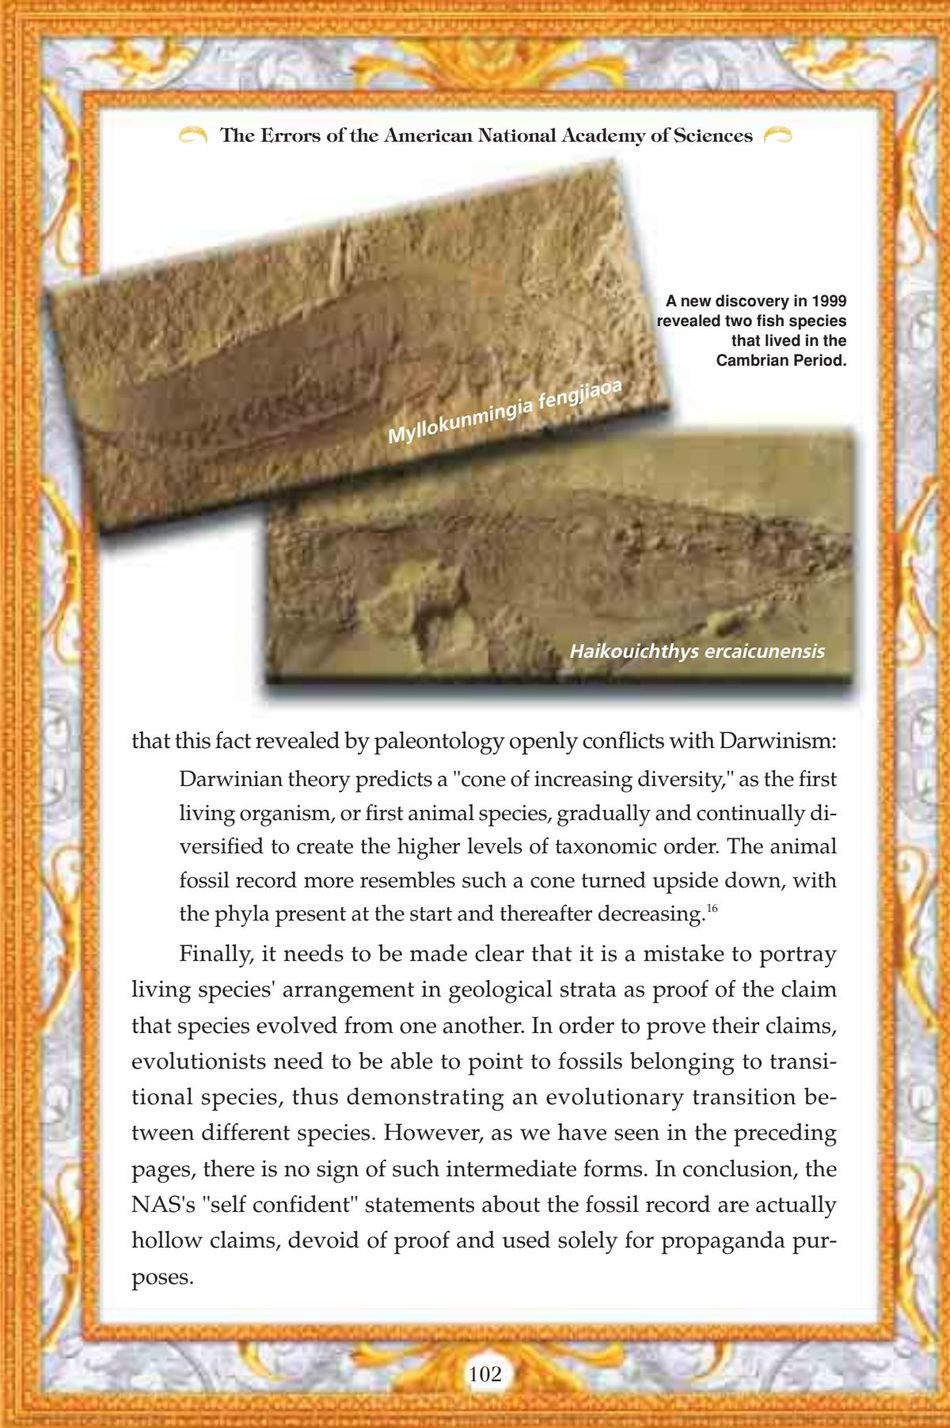 The Errors of the American National Academy of Sciences
A new discovery in 1999
revealed two fish species
that lived in the
Cambrian Period.
Myllokunmingia fengjiaoa
Haikouichthys ercaicunensis
that this fact revealed by paleontology openly conflicts with Darwinism:
Darwinian theory predicts a "cone of increasing diversity," as the first
living organism, or first animal species, gradually and continually di-
versified to create the higher levels of taxonomic order. The animal
fossil record more resembles such a cone turned upside down, with
the phyla present at the start and thereafter decreasing.16
Finally, it needs to be made clear that it is a mistake to portray
living species' arrangement in geological strata as proof of the claim
that species evolved from one another. In order to prove their claims,
evolutionists need to be able to point to fossils belonging to transi-
tional species, thus demonstrating an evolutionary transition be-
tween different species. However, as we have seen in the preceding
pages, there is no sign of such intermediate forms. In conclusion, the
NAS's "self confident" statements about the fossil record are actually
hollow claims, devoid of proof and used solely for propaganda pur-
poses.
102